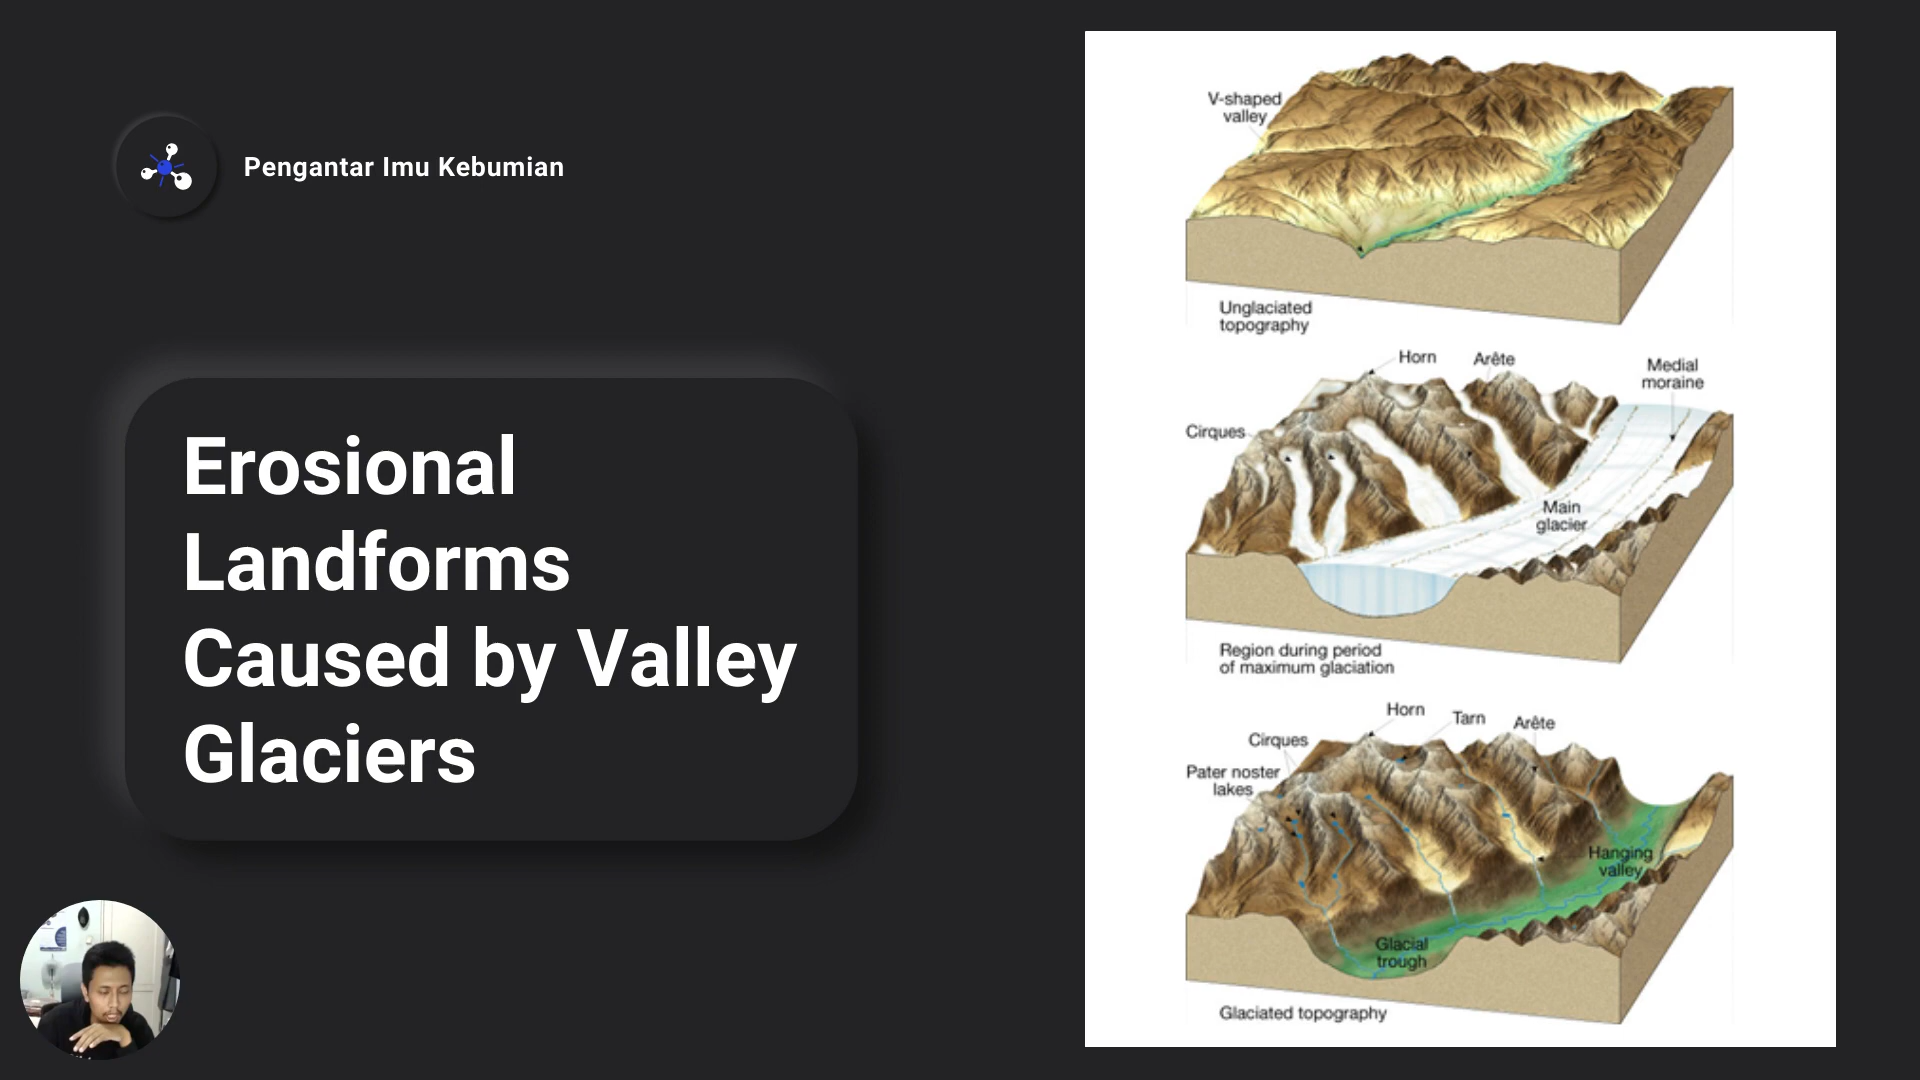 Pengantar Imu Kebumian
Erosional
Landforms
Caused by Valley
Glaciers
V-shaped
valley
Unglaciated
topography
Horn
Arête
Medial
moraine
Cirques
Main
glacier
Region during period
of maximum glaciation
Horn
Tarn
Arête
Cirques
Pater noster
lakes
Hanging
valley
Glacial
trough
Glaciated topography